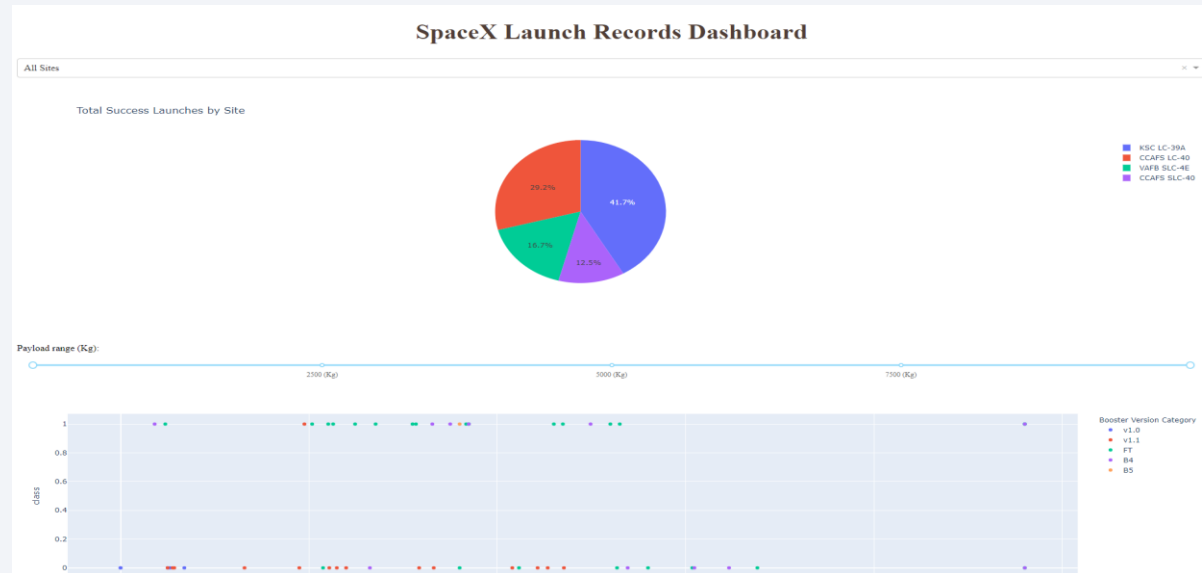 SpaceX Launch Records Dashboard
All Sites
Total Success Launches by Site
KSC LC-39A
CCAFS LC-40
VAFB SLC-4E
CCAFS SLC-40
29.2%
41.7%
16.7%
12.5%
Payload range (Kg):
2500 (Kg)
5000 (Kg)
7500 (Kg)
Booster Version Category
v1.0
v1.1
FT
B4
B5
class
1
0.8
0.6
0.4
0.2
0